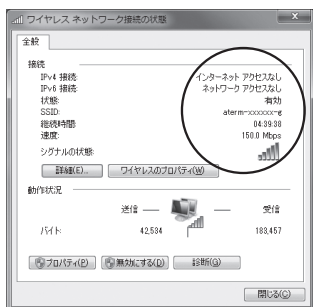 ワイヤレス ネットワーク接続の状態
全般
接続
IPv4 接続: インターネット アクセスなし
IPv6 接続: ネットワーク アクセスなし
状態: 有効
SSID: aterm-xxxxxx-g
継続時間: 04:39:38
速度: 150.0 Mbps
シグナルの状態:
詳細(E)... ワイヤレスのプロパティ(W)
動作状況
送信 受信
バイト: 42,534 183,457
プロパティ(P) 無効にする(D) 診断(G)
閉じる(C)